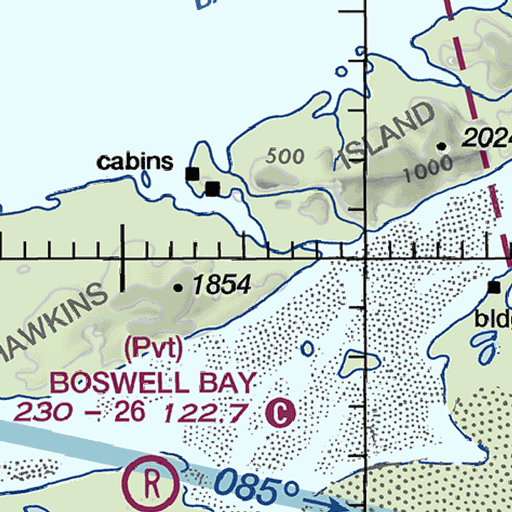 ISLAND
2024
cabins
500
1000
1854
HAWKINS
bldg
(Pvt)
BOSWELL BAY
230 - 26 122.7 C
R
085°